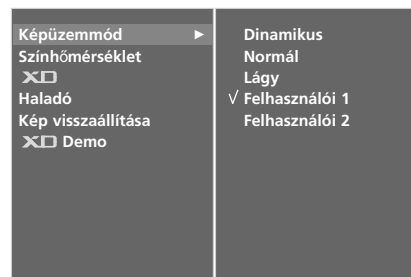 Képüzemmód ►
Színhőmérséklet
XD
Haladó
Kép visszaállítása
XD Demo
Dinamikus
Normál
Lágy
√ Felhasználói 1
Felhasználói 2